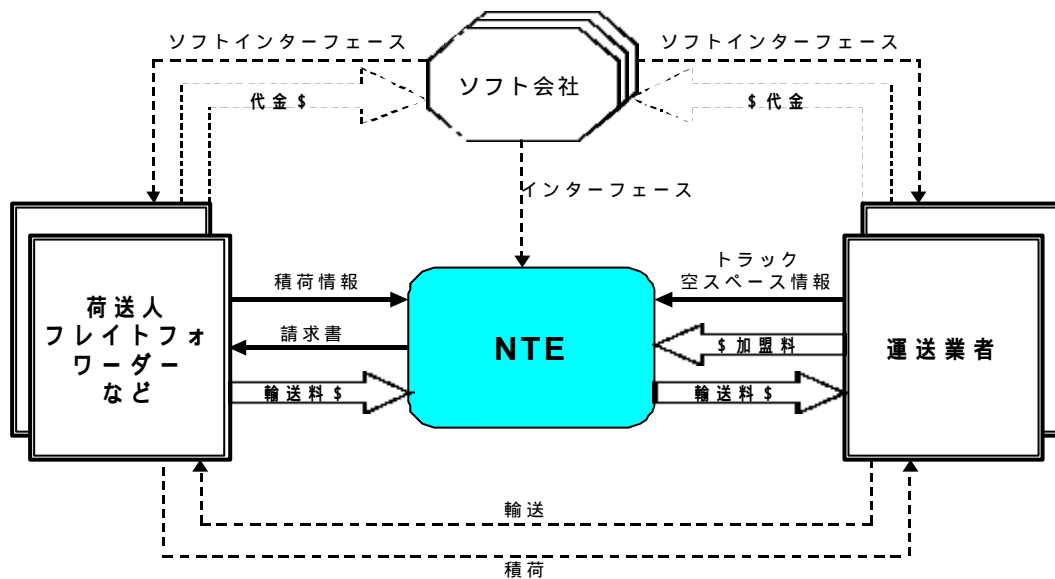 ソフトインターフェース
ソフトインターフェース
代金$
ソフト会社
$代金
インターフェース
トラック
空スペース情報
積荷情報
荷送人
フレイトフォ
ワーダー
など
請求書
NTE
$加盟料
運送業者
輸送料$
輸送料$
輸送
積荷